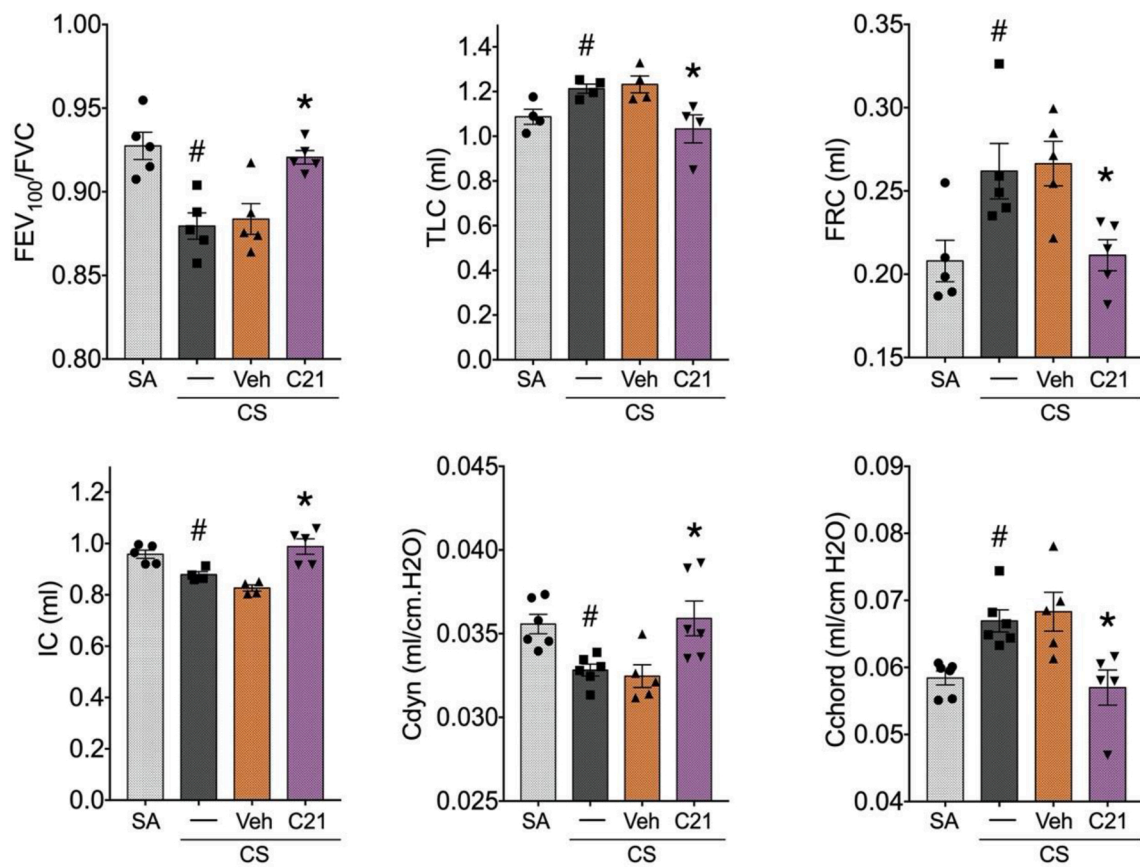 FEV100/FVC
1.00
0.95
0.90
0.85
0.80
#
*
SA — Veh C21
CS
TLC (ml)
1.4
1.2
1.0
0.8
0.6
0.4
0.2
0.0
#
*
SA — Veh C21
CS
FRC (ml)
0.35
0.30
0.25
0.20
0.15
#
*
SA — Veh C21
CS
IC (ml)
1.2
1.0
0.8
0.6
0.4
0.2
0.0
#
*
SA — Veh C21
CS
Cdyn (ml/cm.H2O)
0.045
0.040
0.035
0.030
0.025
#
*
SA — Veh C21
CS
Cchord (ml/cm H2O)
0.09
0.08
0.07
0.06
0.05
0.04
#
*
SA — Veh C21
CS